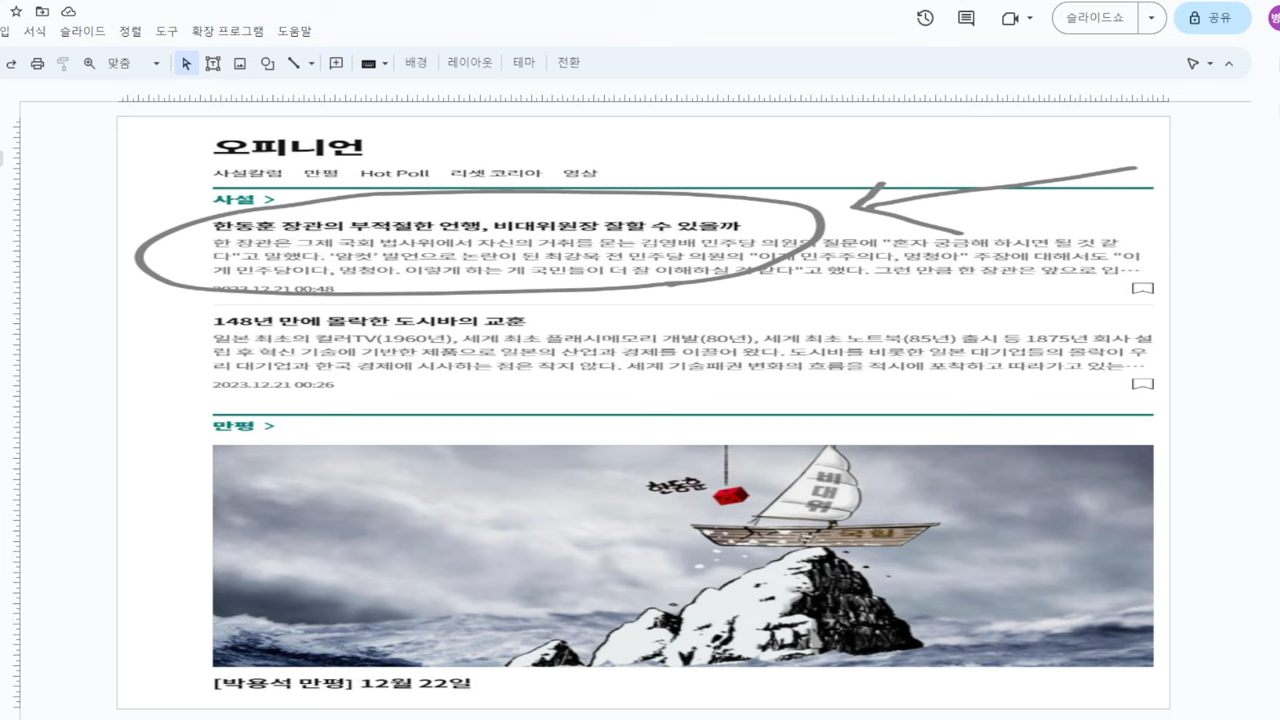 입 서식 슬라이드 정렬 도구 확장 프로그램 도움말
슬라이드쇼
공유
맞춤 배경 레이아웃 테마 전환
오피니언
사설칼럼 만평 Hot Poll 리셋 코리아 영상
사설 >
한동훈 장관의 부적절한 언행, 비대위원장 잘할 수 있을까
한 장관은 그제 국회 법사위에서 자신의 거취를 묻는 김영배 민주당 의원의 질문에 "혼자 궁금해 하시면 될 것 같
다"고 말했다. '암컷' 발언으로 논란이 된 최강욱 전 민주당 의원의 "이게 민주주의다, 멍청아" 주장에 대해서도 "이
게 민주당이다, 멍청아. 이렇게 하는 게 국민들이 더 잘 이해하실 것 같다"고 했다. 그런 만큼 한 장관은 앞으로 입…
2023.12.21 00:48
148년 만에 몰락한 도시바의 교훈
일본 최초의 컬러TV(1960년), 세계 최초 플래시메모리 개발(80년), 세계 최초 노트북(85년) 출시 등 1875년 회사 설
립 후 혁신 기술에 기반한 제품으로 일본의 산업과 경제를 이끌어 왔다. 도시바를 비롯한 일본 대기업들의 몰락이 우
리 대기업과 한국 경제에 시사하는 점은 작지 않다. 세계 기술패권 변화의 흐름을 적시에 포착하고 따라가고 있는…
2023.12.21 00:26
만평 >
한동훈
비
대
위
[박용석 만평] 12월 22일